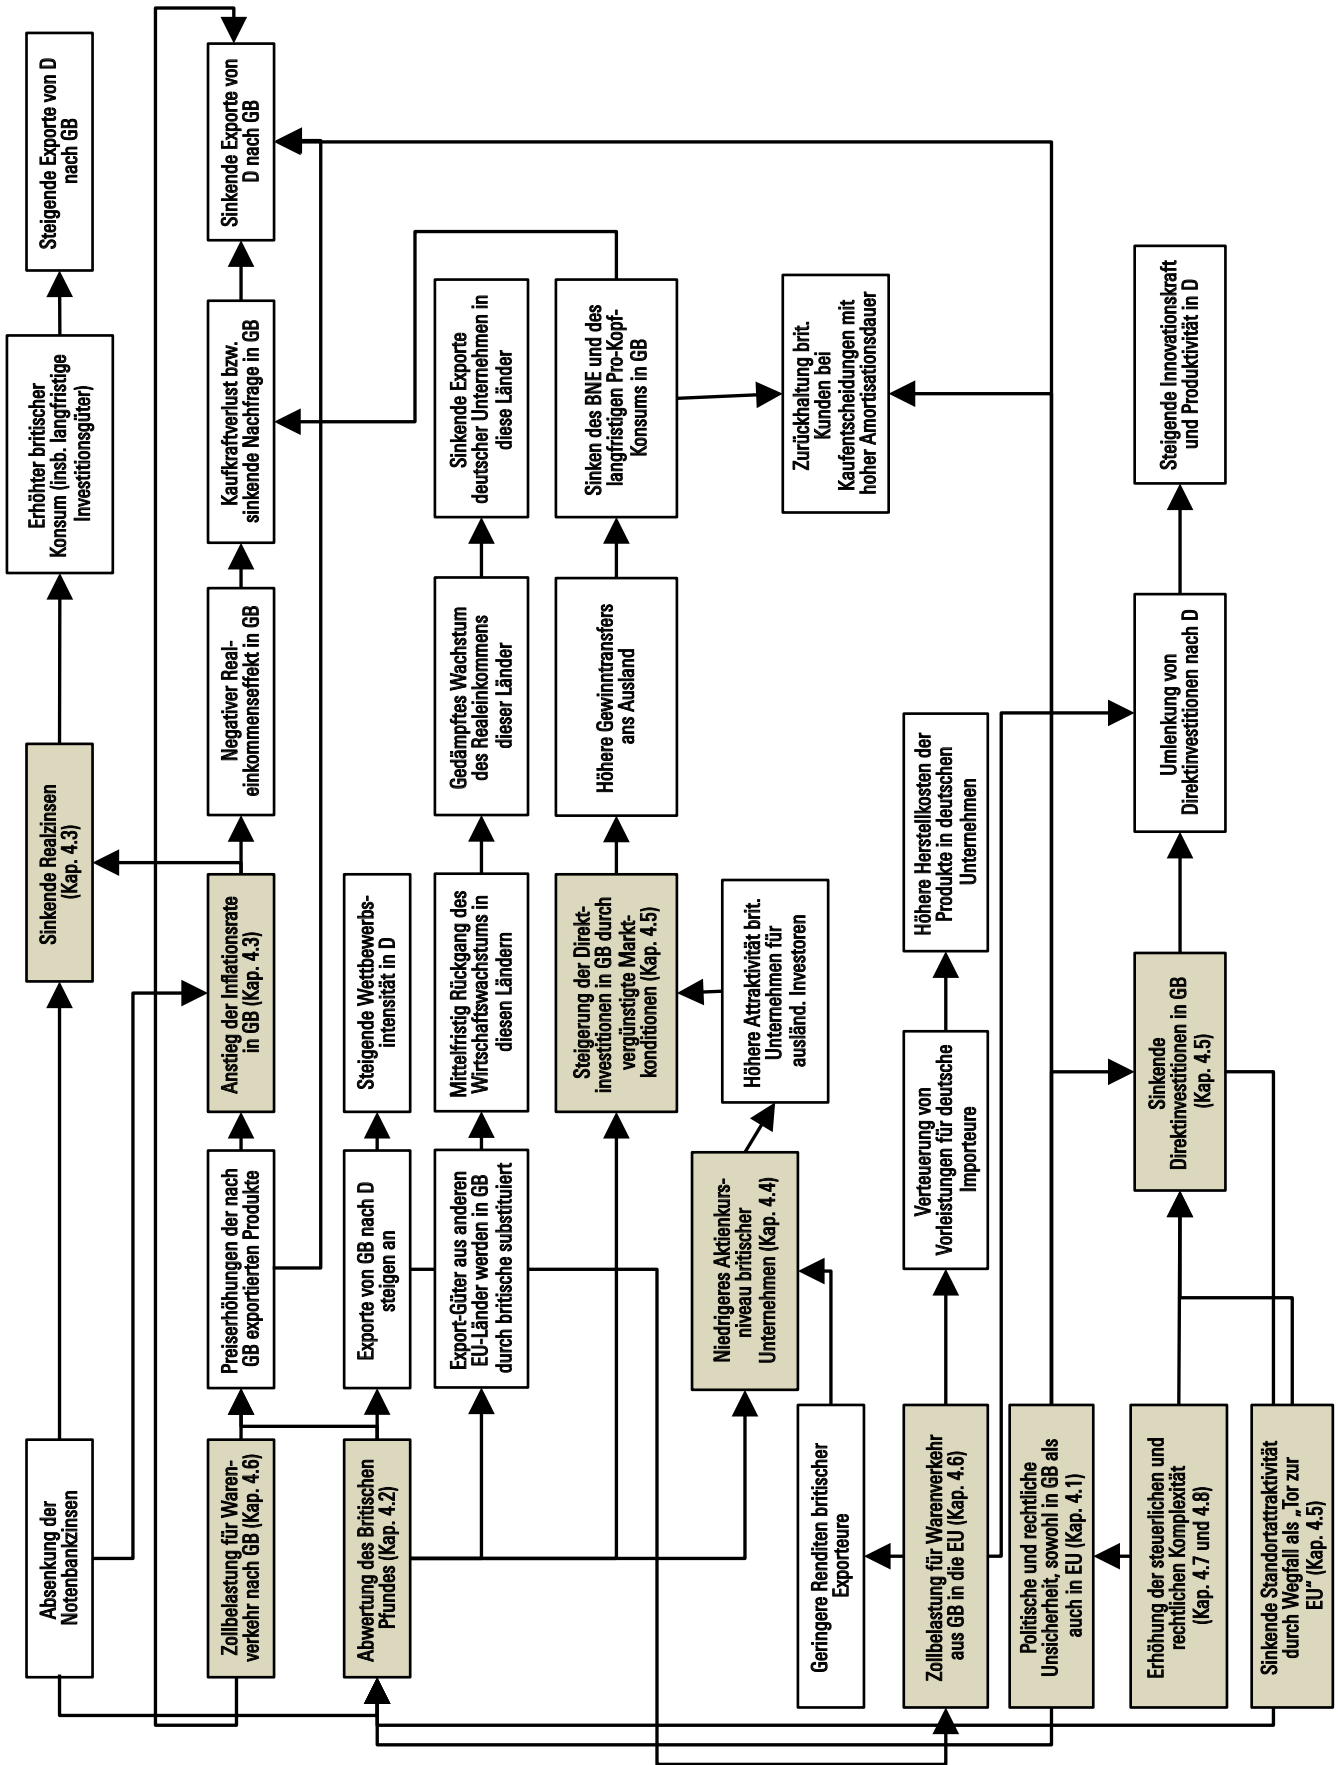 Absenkung der
Notenbankzinsen
Sinkende Realzinsen
(Kap. 4.3)
Erhöhter britischer
Konsum (insb. langfristige
Investitionsgüter)
Steigende Exporte von D
nach GB
Zollbelastung für Waren-
verkehr nach GB (Kap. 4.6)
Preiserhöhungen der nach
GB exportierten Produkte
Anstieg der Inflationsrate
in GB (Kap. 4.3)
Negativer Real-
einkommenseffekt in GB
Kaufkraftverlust bzw.
sinkende Nachfrage in GB
Sinkende Exporte von
D nach GB
Abwertung des Britischen
Pfundes (Kap. 4.2)
Exporte von GB nach D
steigen an
Steigende Wettbewerbs-
intensität in D
Export-Güter aus anderen
EU-Länder werden in GB
durch britische substituiert
Mittelfristig Rückgang des
Wirtschaftswachstums in
diesen Ländern
Gedämpftes Wachstum
des Realeinkommens
dieser Länder
Sinkende Exporte
deutscher Unternehmen in
diese Länder
Steigerung der Direkt-
investitionen in GB durch
vergünstigte Markt-
konditionen (Kap. 4.5)
Höhere Gewinntransfers
ans Ausland
Sinken des BNE und des
langfristigen Pro-Kopf-
Konsums in GB
Niedrigeres Aktienkurs-
niveau britischer
Unternehmen (Kap. 4.4)
Höhere Attraktivität brit.
Unternehmen für
ausländ. Investoren
Zurückhaltung brit.
Kunden bei
Kaufentscheidungen mit
hoher Amortisationsdauer
Geringere Renditen britischer
Exporteure
Zollbelastung für Warenverkehr
aus GB in die EU (Kap. 4.6)
Verteuerung von
Vorleistungen für deutsche
Importeure
Höhere Herstellkosten der
Produkte in deutschen
Unternehmen
Politische und rechtliche
Unsicherheit, sowohl in GB als
auch in EU (Kap. 4.1)
Erhöhung der steuerlichen und
rechtlichen Komplexität
(Kap. 4.7 und 4.8)
Sinkende
Direktinvestitionen in GB
(Kap. 4.5)
Umlenkung von
Direktinvestitionen nach D
Steigende Innovationskraft
und Produktivität in D
Sinkende Standortattraktivität
durch Wegfall als „Tor zur
EU“ (Kap. 4.5)